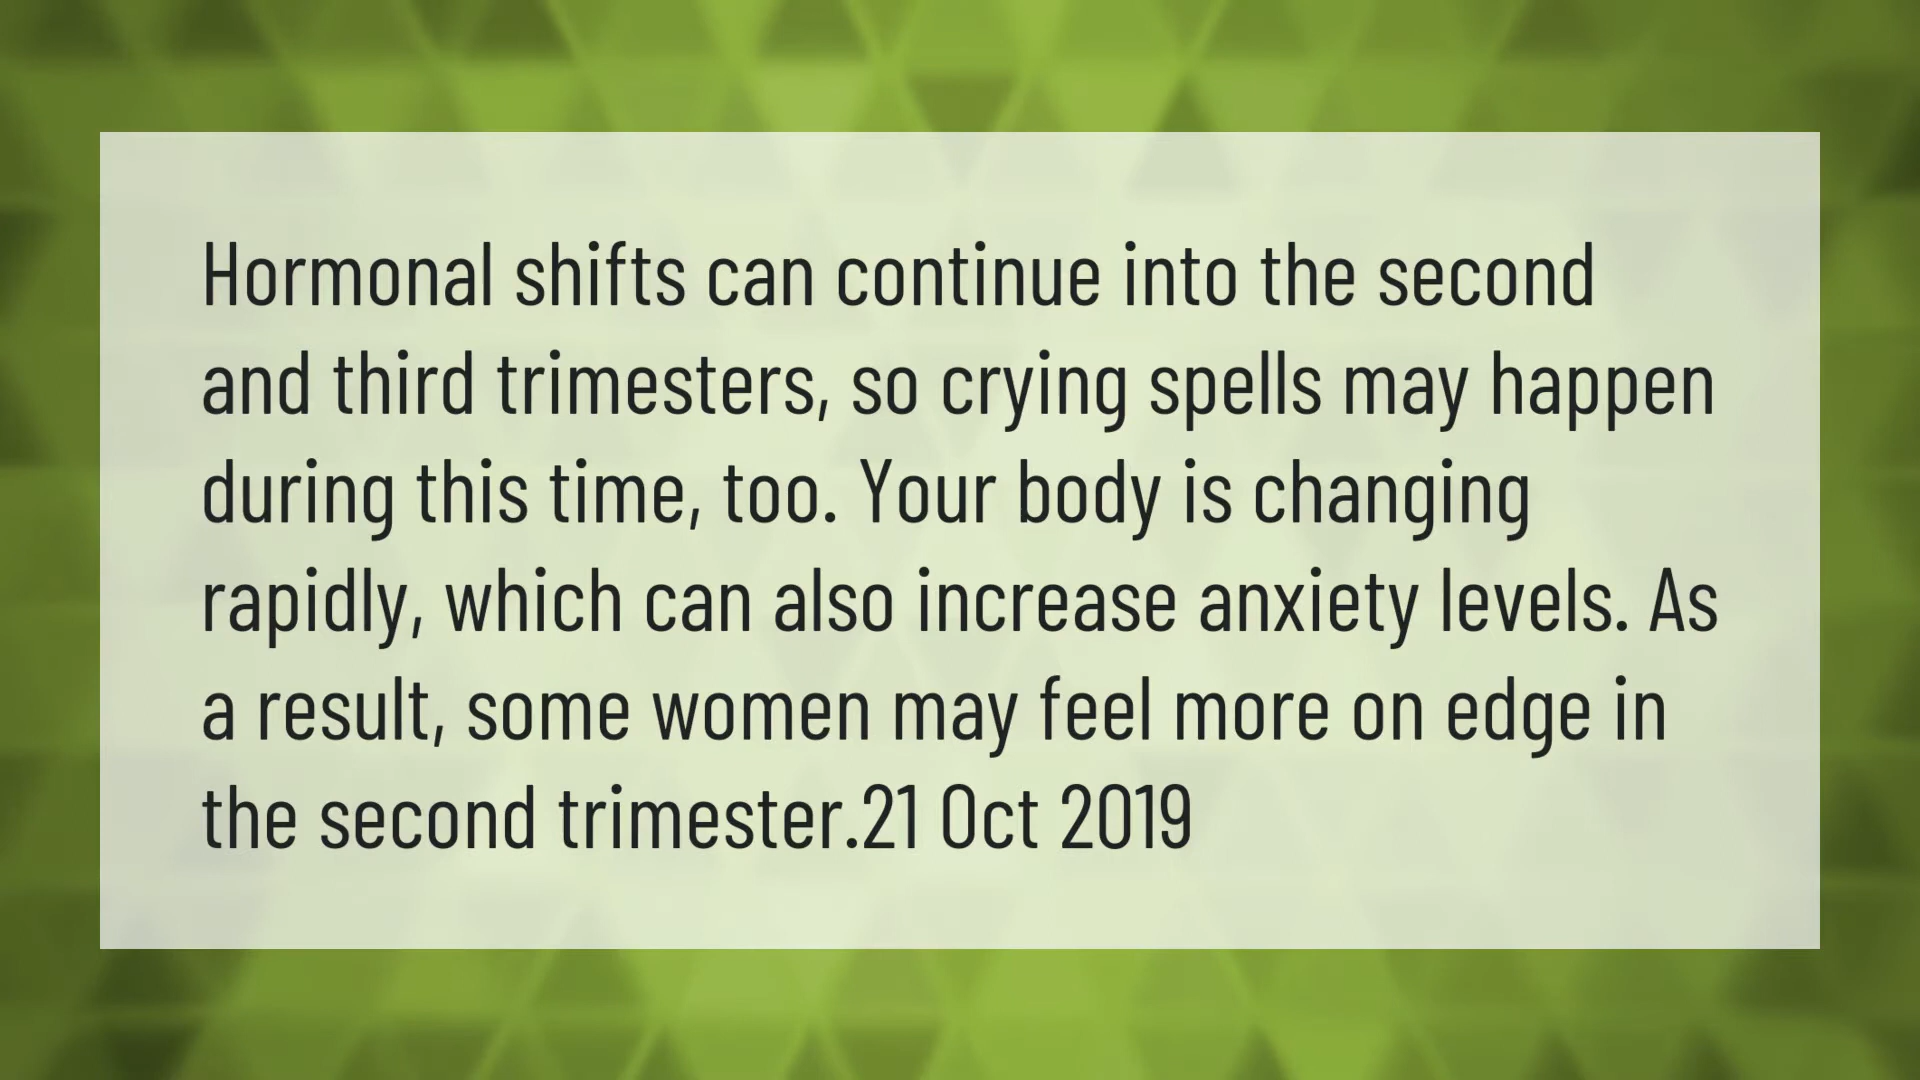 Hormonal shifts can continue into the second
and third trimesters, so crying spells may happen
during this time, too. Your body is changing
rapidly, which can also increase anxiety levels. As
a result, some women may feel more on edge in
the second trimester.21 Oct 2019